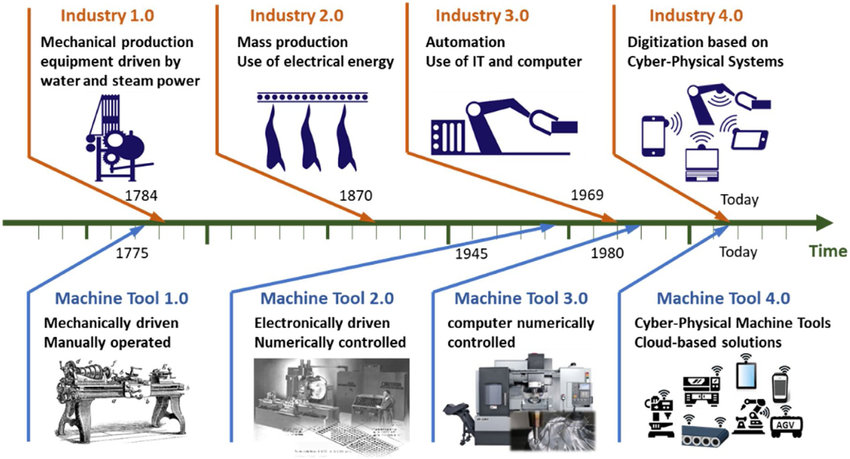 Industry 1.0
Mechanical production
equipment driven by
water and steam power
Industry 2.0
Mass production
Use of electrical energy
Industry 3.0
Automation
Use of IT and computer
Industry 4.0
Digitization based on
Cyber-Physical Systems
1784
1870
1969
Today
1775
1945
1980
Today
Time
Machine Tool 1.0
Mechanically driven
Manually operated
Machine Tool 2.0
Electronically driven
Numerically controlled
Machine Tool 3.0
computer numerically
controlled
Machine Tool 4.0
Cyber-Physical Machine Tools
Cloud-based solutions
AGV